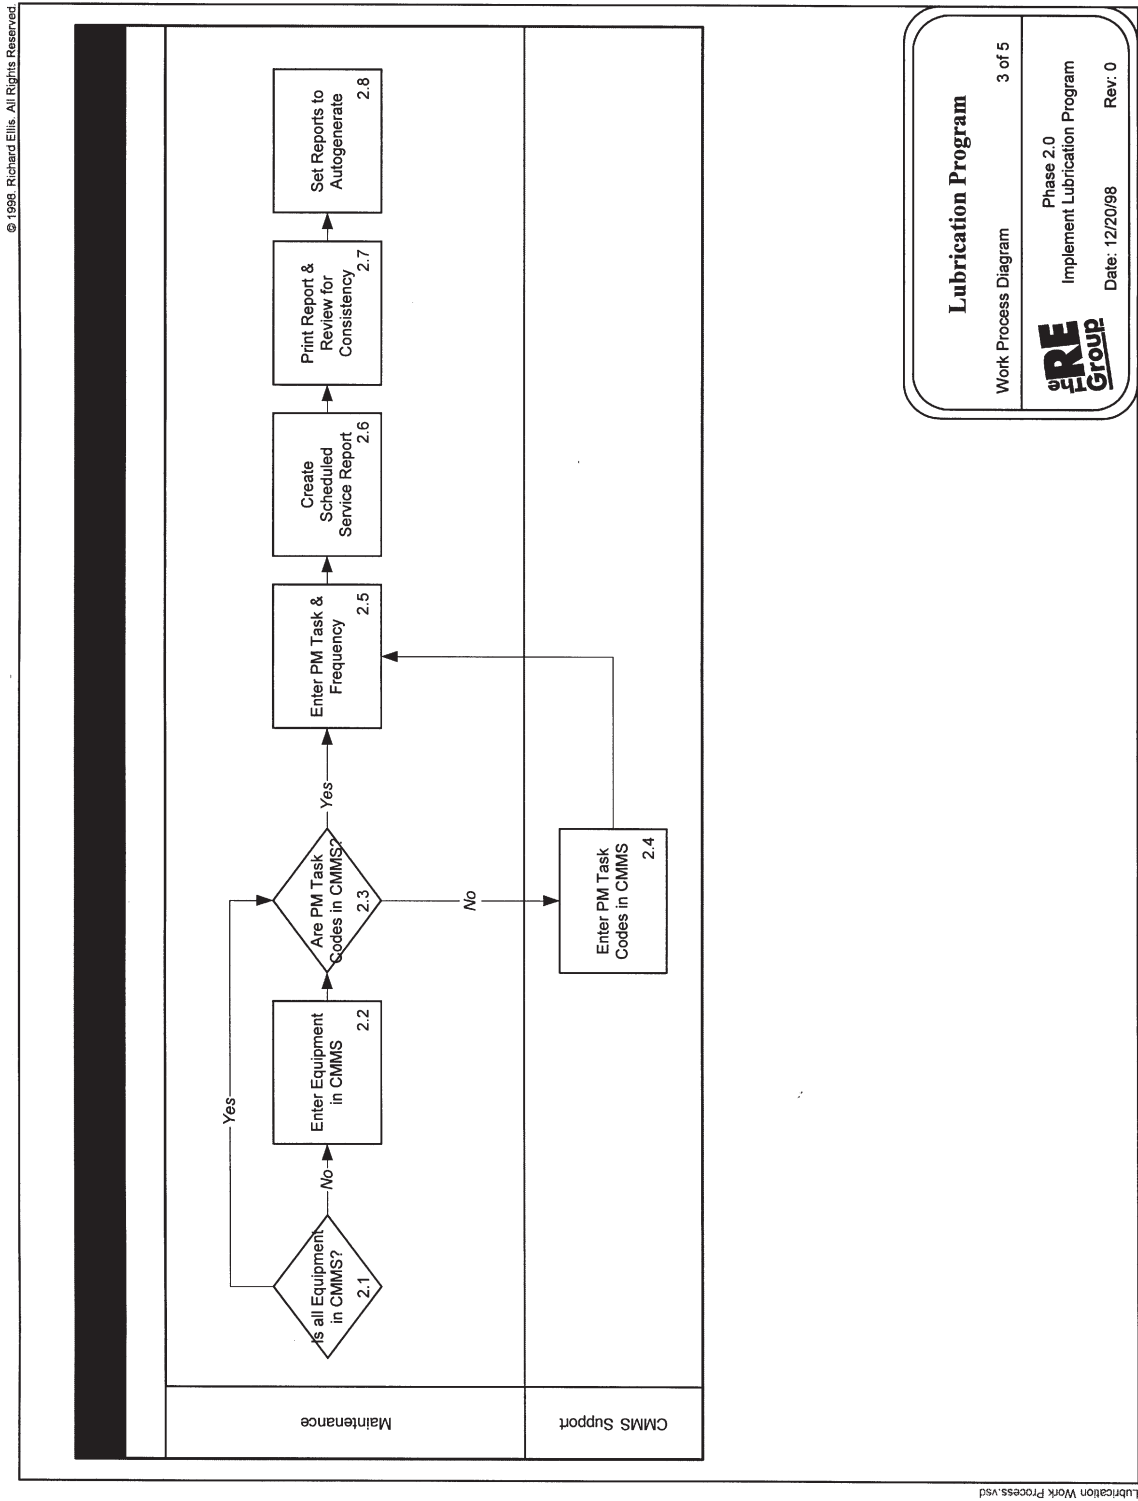 © 1998. Richard Ellis. All Rights Reserved.
Maintenance
CMMS Support
Is all Equipment
in CMMS?
2.1
No
Yes
Enter Equipment
in CMMS
2.2
Are PM Task
Codes in CMMS?
2.3
Yes
No
Enter PM Task
Codes in CMMS
2.4
Enter PM Task &
Frequency
2.5
Create
Scheduled
Service Report
2.6
Print Report &
Review for
Consistency
2.7
Set Reports to
Autogenerate
2.8
Lubrication Program
Work Process Diagram 3 of 5
The
RE
Group
Phase 2.0
Implement Lubrication Program
Date: 12/20/98 Rev: 0
Lubrication Work Process.vsd